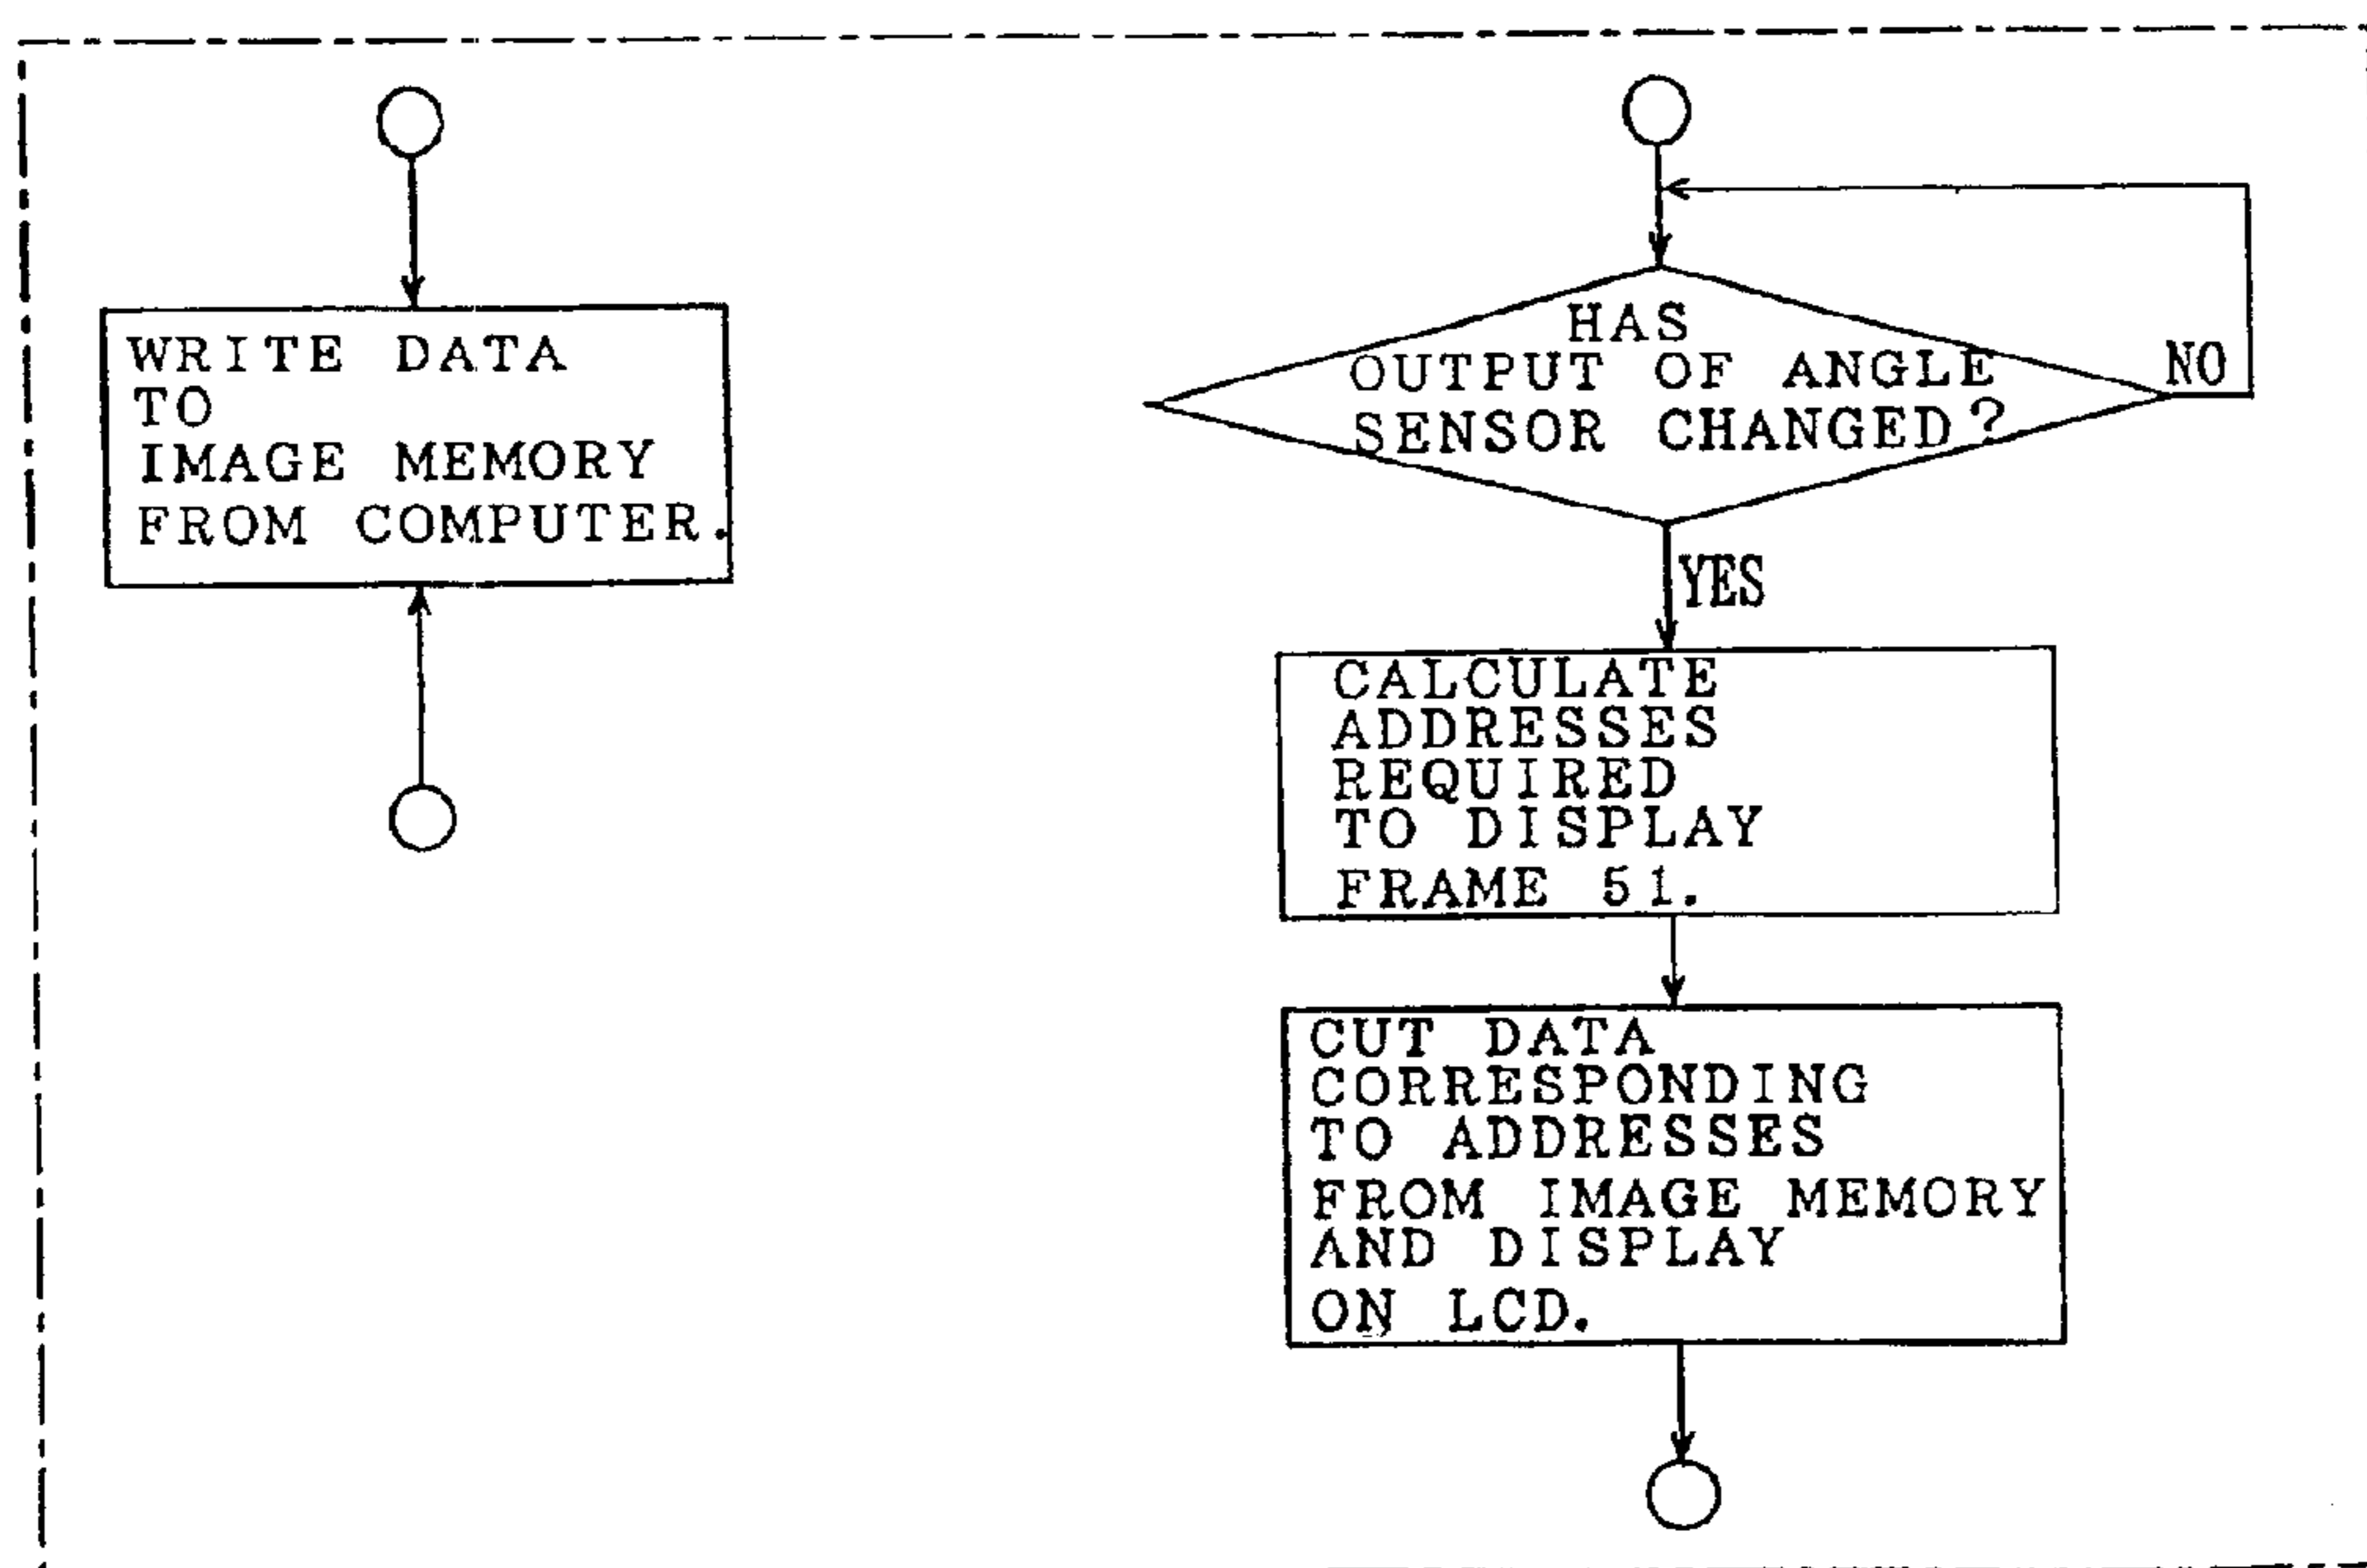 WRITE DATA
TO
IMAGE MEMORY
FROM COMPUTER.
HAS
OUTPUT OF ANGLE
SENSOR CHANGED?
NO
YES
CALCULATE
ADDRESSES
REQUIRED
TO DISPLAY
FRAME 51.
CUT DATA
CORRESPONDING
TO ADDRESSES
FROM IMAGE MEMORY
AND DISPLAY
ON LCD.